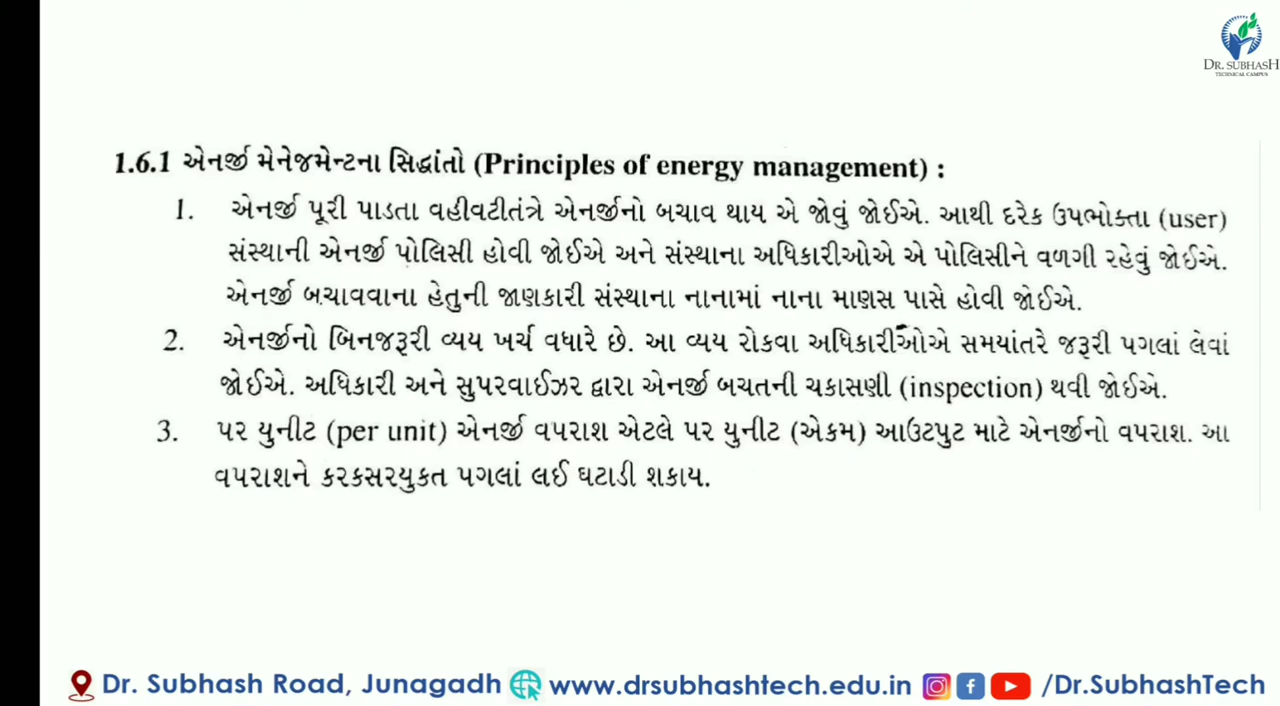 DR. SUBHASH
TECHNICAL CAMPUS
1.6.1 એનર્જી મેનેજમેન્ટના સિદ્ધાંતો (Principles of energy management) :
1. એનર્જી પૂરી પાડતા વહીવટીતંત્રે એનર્જીનો બચાવ થાય એ જોવું જોઈએ. આથી દરેક ઉપભોક્તા (user)
સંસ્થાની એનર્જી પોલિસી હોવી જોઈએ અને સંસ્થાના અધિકારીઓએ એ પોલિસીને વળગી રહેવું જોઈએ.
એનર્જી બચાવવાના હેતુની જાણકારી સંસ્થાના નાનામાં નાના માણસ પાસે હોવી જોઈએ.
2. એનર્જીનો બિનજરૂરી વ્યય ખર્ચ વધારે છે. આ વ્યય રોકવા અધિકારીઓએ સમયાંતરે જરૂરી પગલાં લેવાં
જોઈએ. અધિકારી અને સુપરવાઈઝર દ્વારા એનર્જી બચતની ચકાસણી (inspection) થવી જોઈએ.
3. પર યુનીટ (per unit) એનર્જી વપરાશ એટલે પર યુનીટ (એકમ) આઉટપુટ માટે એનર્જીનો વપરાશ. આ
વપરાશને કરકસરયુકત પગલાં લઈ ઘટાડી શકાય.
Dr. Subhash Road, Junagadh www.drsubhashtech.edu.in /Dr.SubhashTech